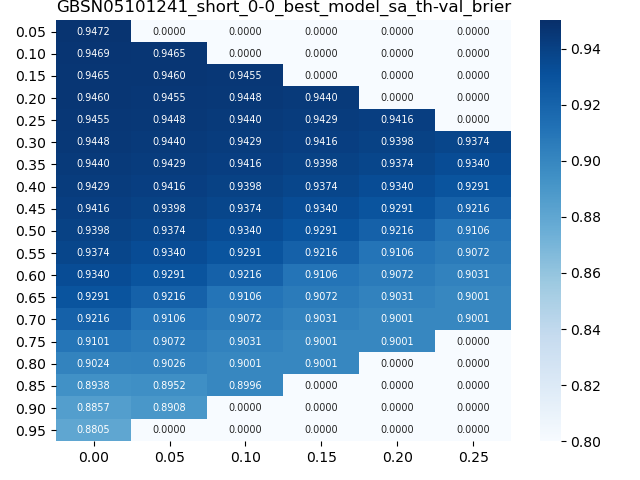 GBSN05101241_short_0-0_best_model_sa_th-val_brier
0.05 0.9472 0.0000 0.0000 0.0000 0.0000 0.0000
0.10 0.9469 0.9465 0.0000 0.0000 0.0000 0.0000
0.15 0.9465 0.9460 0.9455 0.0000 0.0000 0.0000
0.20 0.9460 0.9455 0.9448 0.9440 0.0000 0.0000
0.25 0.9455 0.9448 0.9440 0.9429 0.9416 0.0000
0.30 0.9448 0.9440 0.9429 0.9416 0.9398 0.9374
0.35 0.9440 0.9429 0.9416 0.9398 0.9374 0.9340
0.40 0.9429 0.9416 0.9398 0.9374 0.9340 0.9291
0.45 0.9416 0.9398 0.9374 0.9340 0.9291 0.9216
0.50 0.9398 0.9374 0.9340 0.9291 0.9216 0.9106
0.55 0.9374 0.9340 0.9291 0.9216 0.9106 0.9072
0.60 0.9340 0.9291 0.9216 0.9106 0.9072 0.9031
0.65 0.9291 0.9216 0.9106 0.9072 0.9031 0.9001
0.70 0.9216 0.9106 0.9072 0.9031 0.9001 0.9001
0.75 0.9101 0.9072 0.9031 0.9001 0.9001 0.0000
0.80 0.9024 0.9026 0.9001 0.9001 0.0000 0.0000
0.85 0.8938 0.8952 0.8996 0.0000 0.0000 0.0000
0.90 0.8857 0.8908 0.0000 0.0000 0.0000 0.0000
0.95 0.8805 0.0000 0.0000 0.0000 0.0000 0.0000
0.00 0.05 0.10 0.15 0.20 0.25
0.94
0.92
0.90
0.88
0.86
0.84
0.82
0.80